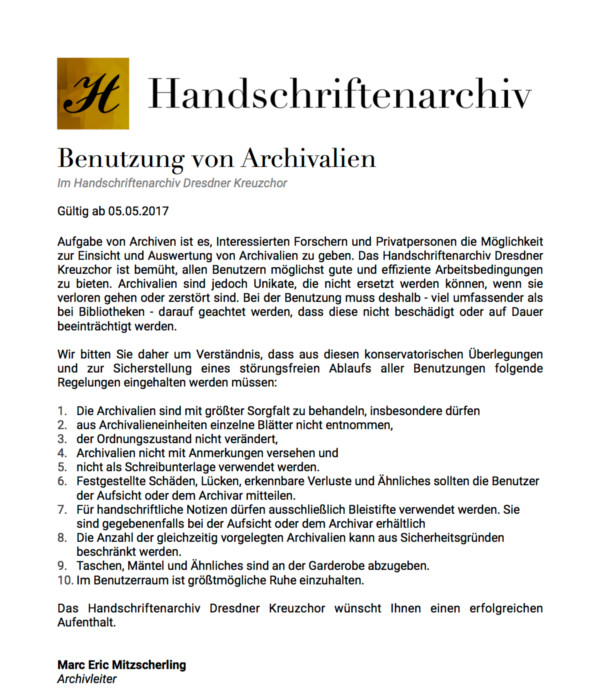 H Handschriftenarchiv
Benutzung von Archivalien
Im Handschriftenarchiv Dresdner Kreuzchor
Gültig ab 05.05.2017
Aufgabe von Archiven ist es, Interessierten Forschern und Privatpersonen die Möglichkeit
zur Einsicht und Auswertung von Archivalien zu geben. Das Handschriftenarchiv Dresdner
Kreuzchor ist bemüht, allen Benutzern möglichst gute und effiziente Arbeitsbedingungen
zu bieten. Archivalien sind jedoch Unikate, die nicht ersetzt werden können, wenn sie
verloren gehen oder zerstört sind. Bei der Benutzung muss deshalb - viel umfassender als
bei Bibliotheken - darauf geachtet werden, dass diese nicht beschädigt oder auf Dauer
beeinträchtigt werden.
Wir bitten Sie daher um Verständnis, dass aus diesen konservatorischen Überlegungen
und zur Sicherstellung eines störungsfreien Ablaufs aller Benutzungen folgende
Regelungen eingehalten werden müssen:
1. Die Archivalien sind mit größter Sorgfalt zu behandeln, insbesondere dürfen
2. aus Archivalieneinheiten einzelne Blätter nicht entnommen,
3. der Ordnungszustand nicht verändert,
4. Archivalien nicht mit Anmerkungen versehen und
5. nicht als Schreibunterlage verwendet werden.
6. Festgestellte Schäden, Lücken, erkennbare Verluste und Ähnliches sollten die Benutzer
der Aufsicht oder dem Archivar mitteilen.
7. Für handschriftliche Notizen dürfen ausschließlich Bleistifte verwendet werden. Sie
sind gegebenenfalls bei der Aufsicht oder dem Archivar erhältlich
8. Die Anzahl der gleichzeitig vorgelegten Archivalien kann aus Sicherheitsgründen
beschränkt werden.
9. Taschen, Mäntel und Ähnliches sind an der Garderobe abzugeben.
10. Im Benutzerraum ist größtmögliche Ruhe einzuhalten.
Das Handschriftenarchiv Dresdner Kreuzchor wünscht Ihnen einen erfolgreichen
Aufenthalt.
Marc Eric Mitzscherling
Archivleiter